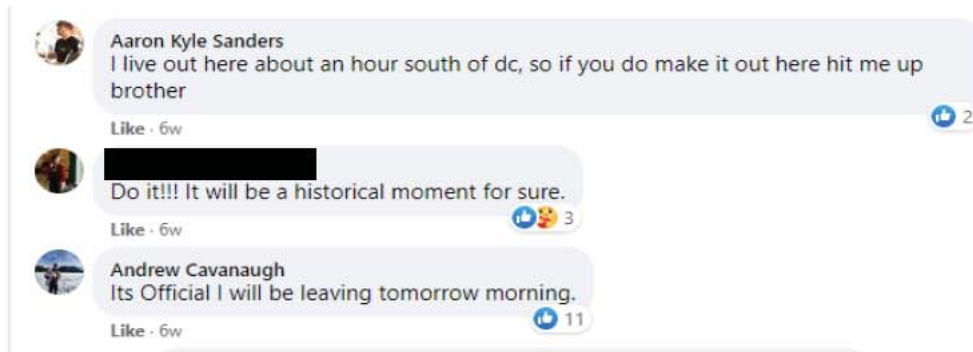 Aaron Kyle Sanders
I live out here about an hour south of dc, so if you do make it out here hit me up
brother
Like · 6w
2
Do it!!! It will be a historical moment for sure.
3
Like · 6w
Andrew Cavanaugh
Its Official I will be leaving tomorrow morning.
11
Like · 6w